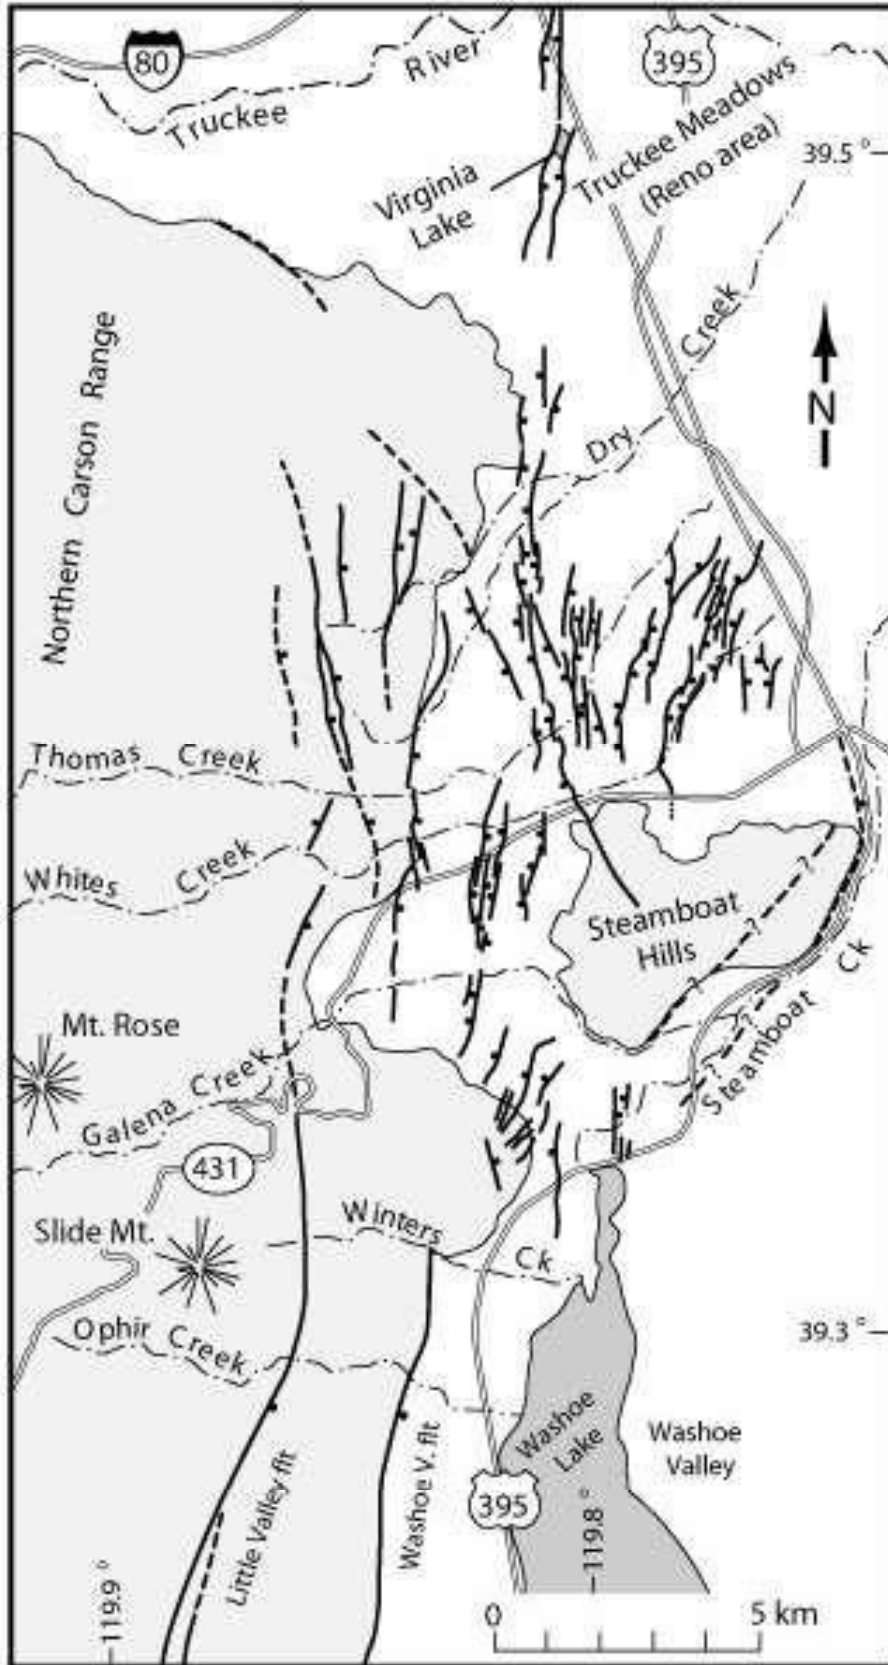 80
River
395
Truckee
Truckee Meadows
(Reno area)
39.5 °
Virginia
Lake
Creek
Northern Carson Range
N
Dry
Thomas Creek
Whites Creek
Steamboat
Hills
?
?
Steamboat Ck
?
?
Mt. Rose
Galena Creek
431
Slide Mt.
Winters
Ck
Ophir Creek
39.3 °
Washoe
Lake
Washoe
Valley
Little Valley flt
Washoe V. flt
395
119.8 °
119.9 °
0 5 km